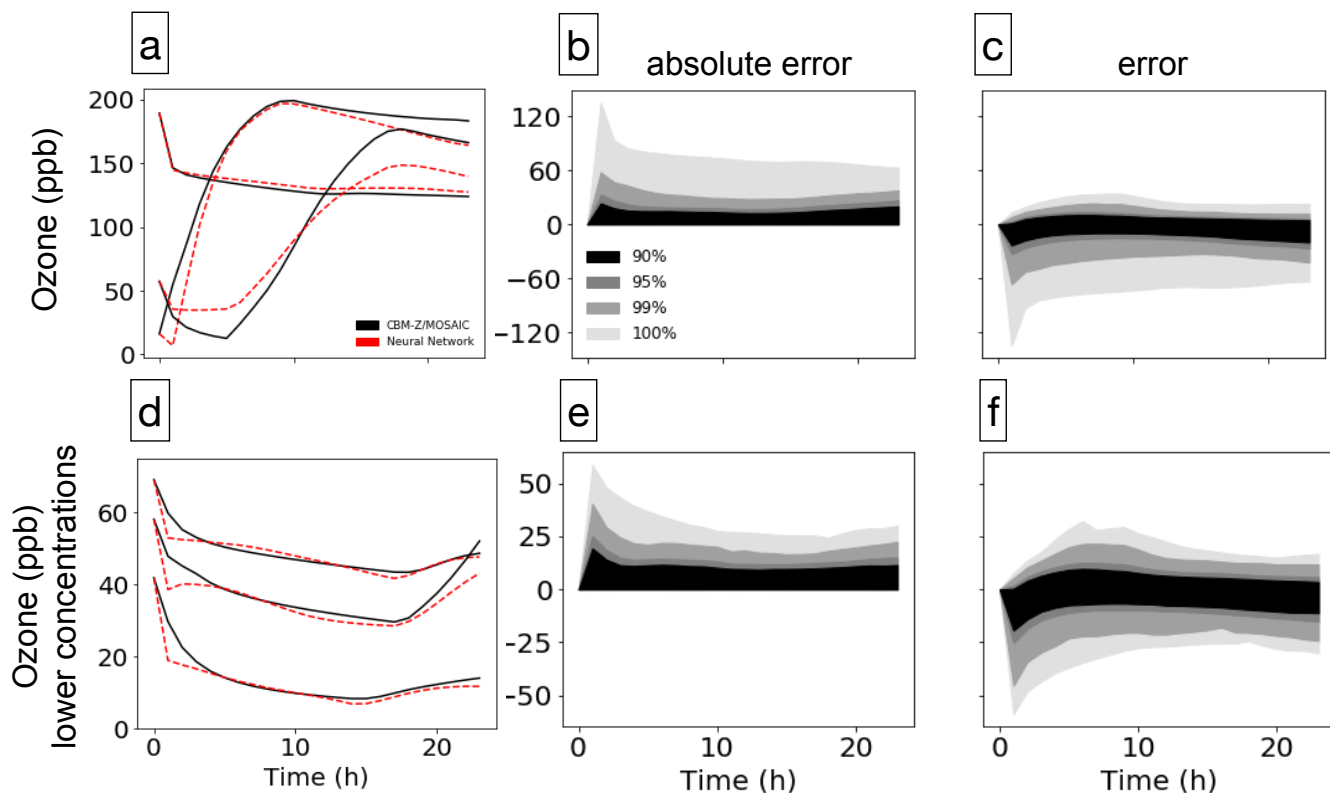 a
b
absolute error
c
error
Ozone (ppb)
200
150
100
50
0
CBM-Z/MOSAIC
Neural Network
120
60
0
−60
−120
90%
95%
99%
100%
d
e
f
Ozone (ppb)
lower concentrations
60
40
20
0
0
10
20
Time (h)
50
25
0
−25
−50
0
10
20
Time (h)
0
10
20
Time (h)